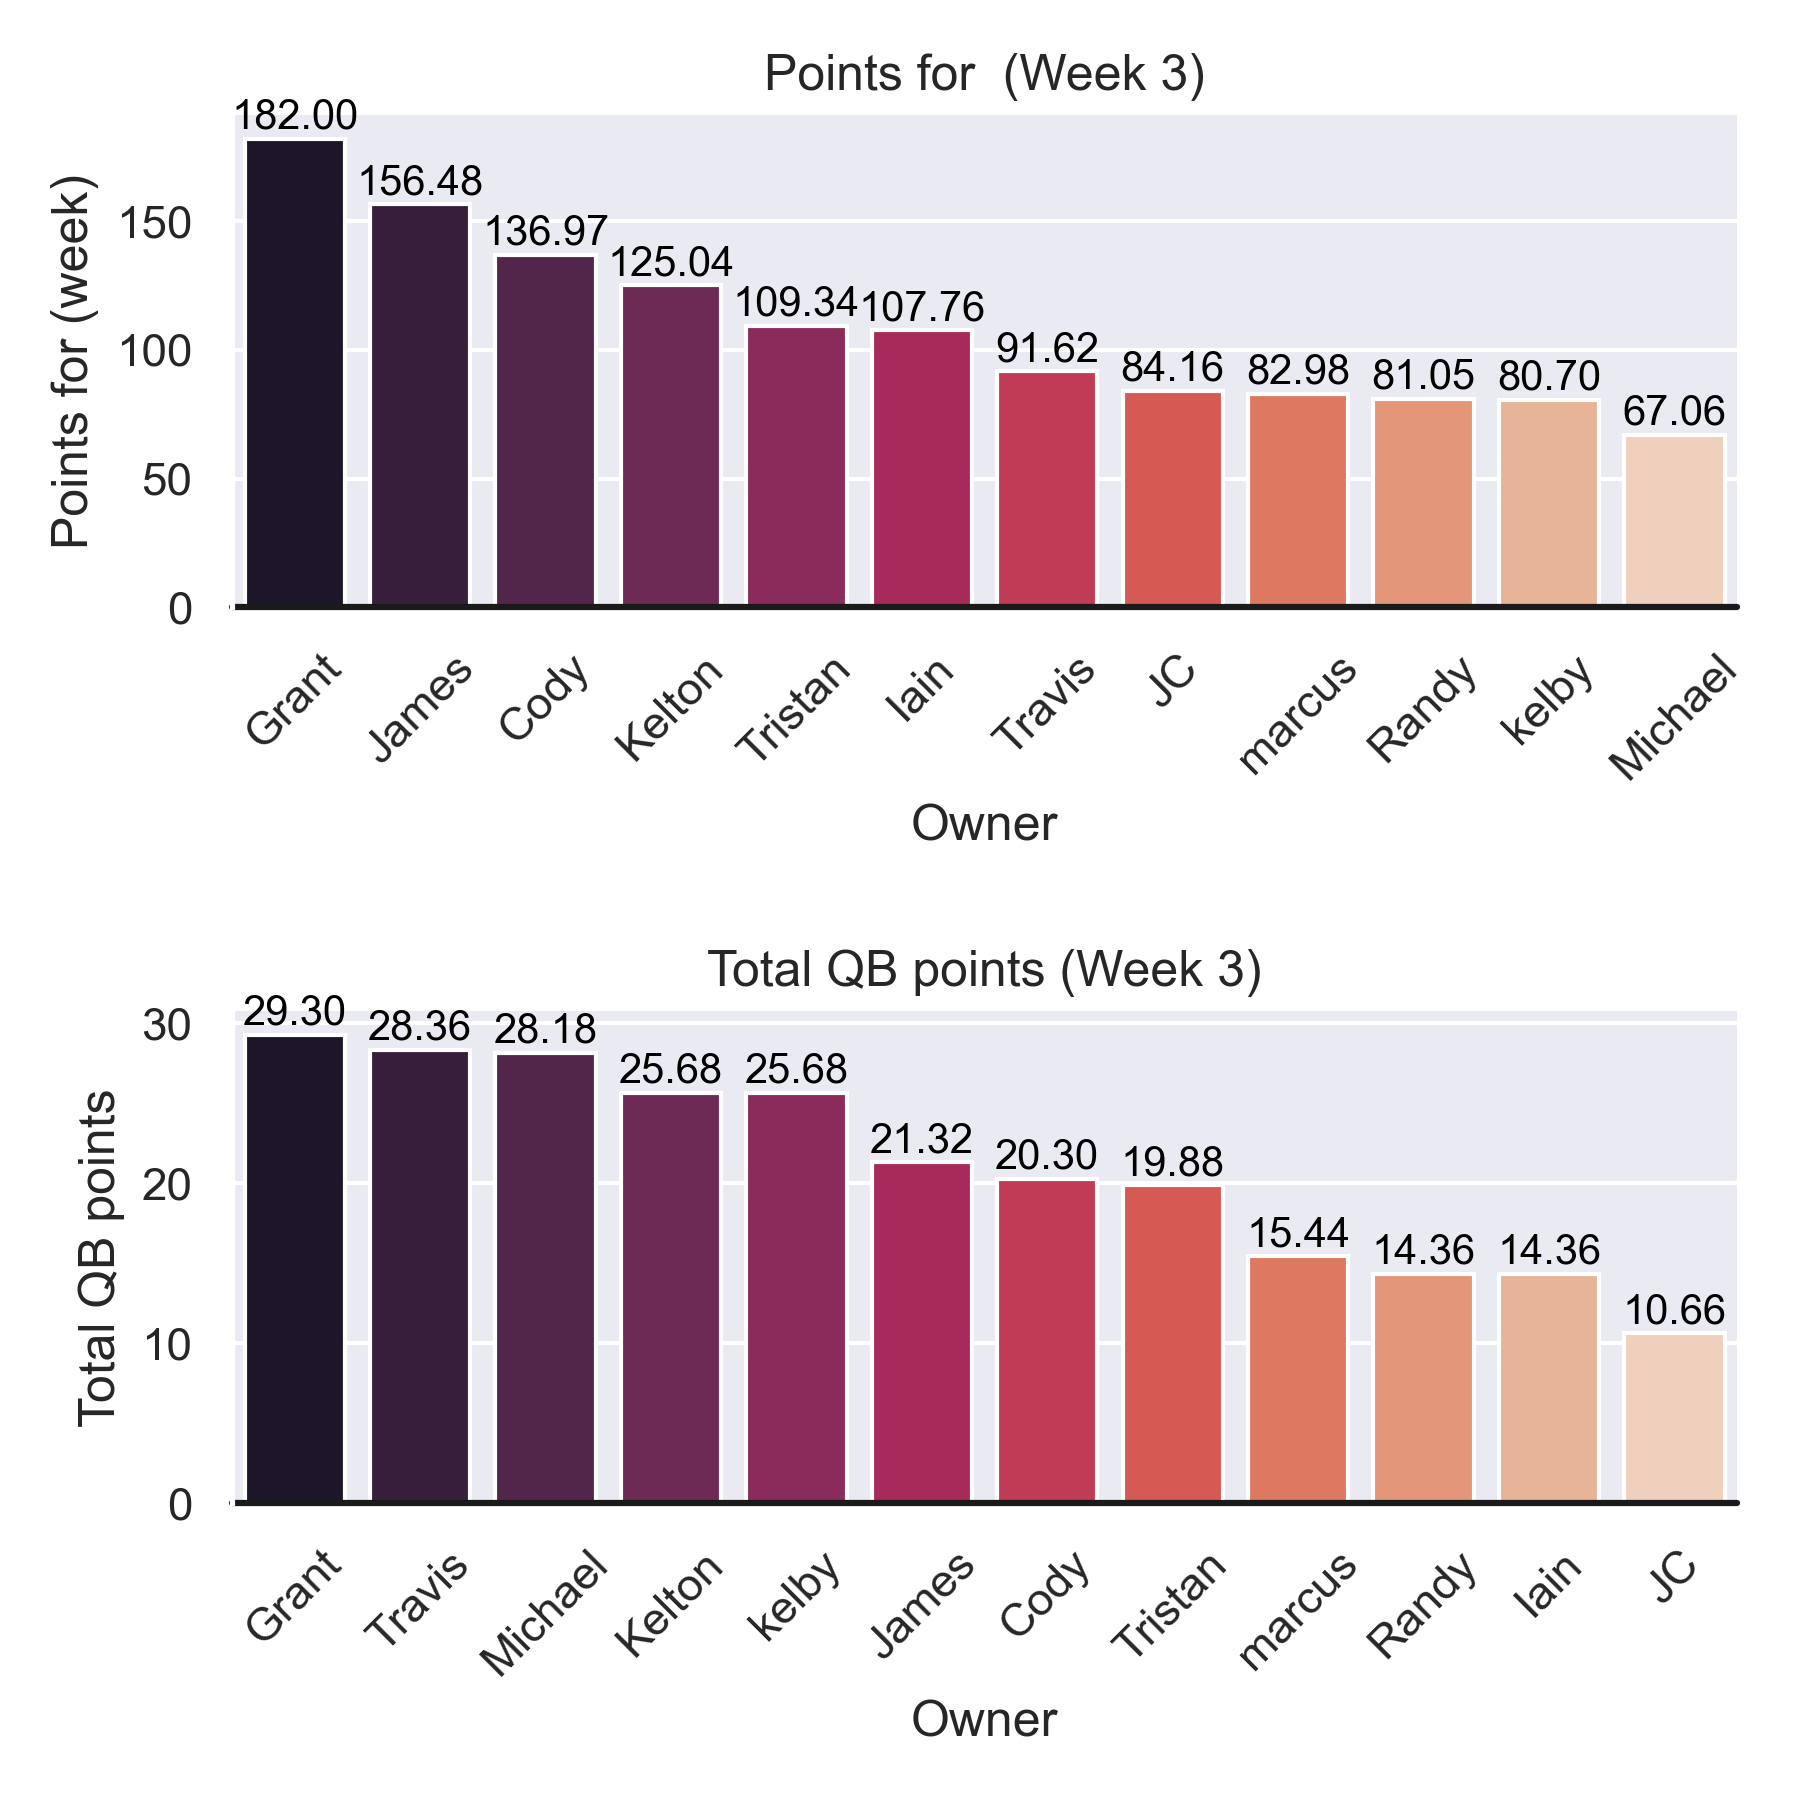 Points for  (Week 3)
Points for (week)
150
100
50
0
182.00
156.48
136.97
125.04
109.34
107.76
91.62
84.16
82.98
81.05
80.70
67.06
Grant
James
Cody
Kelton
Tristan
Iain
Travis
JC
marcus
Randy
kelby
Michael
Owner
Total QB points (Week 3)
Total QB points
30
20
10
0
29.30
28.36
28.18
25.68
25.68
21.32
20.30
19.88
15.44
14.36
14.36
10.66
Grant
Travis
Michael
Kelton
kelby
James
Cody
Tristan
marcus
Randy
Iain
JC
Owner